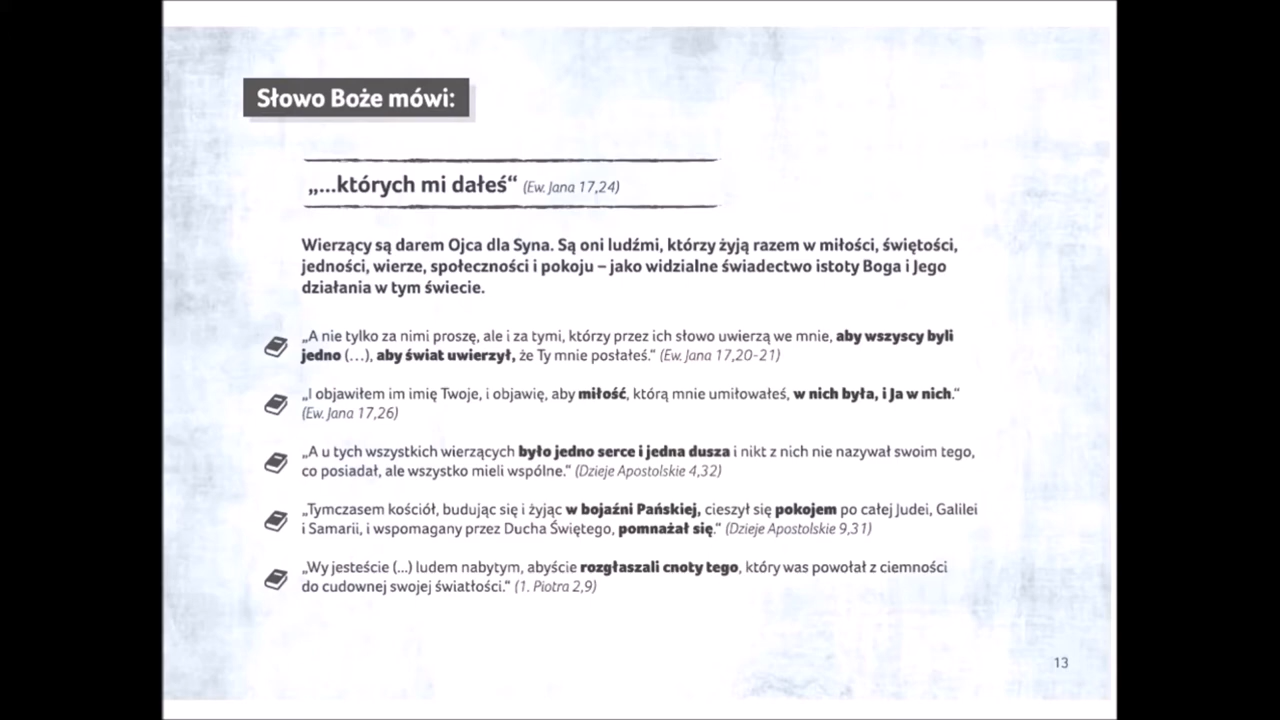 Słowo Boże mówi:
„...których mi dałeś“ (Ew. Jana 17,24)
Wierzący są darem Ojca dla Syna. Są oni ludźmi, którzy żyją razem w miłości, świętości,
jedności, wierze, społeczności i pokoju – jako widzialne świadectwo istoty Boga i Jego
działania w tym świecie.
„A nie tylko za nimi proszę, ale i za tymi, którzy przez ich słowo uwierzą we mnie, aby wszyscy byli
jedno (...), aby świat uwierzył, że Ty mnie posłałeś.“ (Ew. Jana 17,20-21)
„I objawiłem im imię Twoje, i objawię, aby miłość, którą mnie umiłowałeś, w nich była, i Ja w nich.“
(Ew. Jana 17,26)
„A u tych wszystkich wierzących było jedno serce i jedna dusza i nikt z nich nie nazywał swoim tego,
co posiadał, ale wszystko mieli wspólne.“ (Dzieje Apostolskie 4,32)
„Tymczasem kościół, budując się i żyjąc w bojaźni Pańskiej, cieszył się pokojem po całej Judei, Galilei
i Samarii, i wspomagany przez Ducha Świętego, pomnażał się.“ (Dzieje Apostolskie 9,31)
„Wy jesteście (...) ludem nabytym, abyście rozgłaszali cnoty tego, który was powołał z ciemności
do cudownej swojej światłości.“ (1. Piotra 2,9)
13